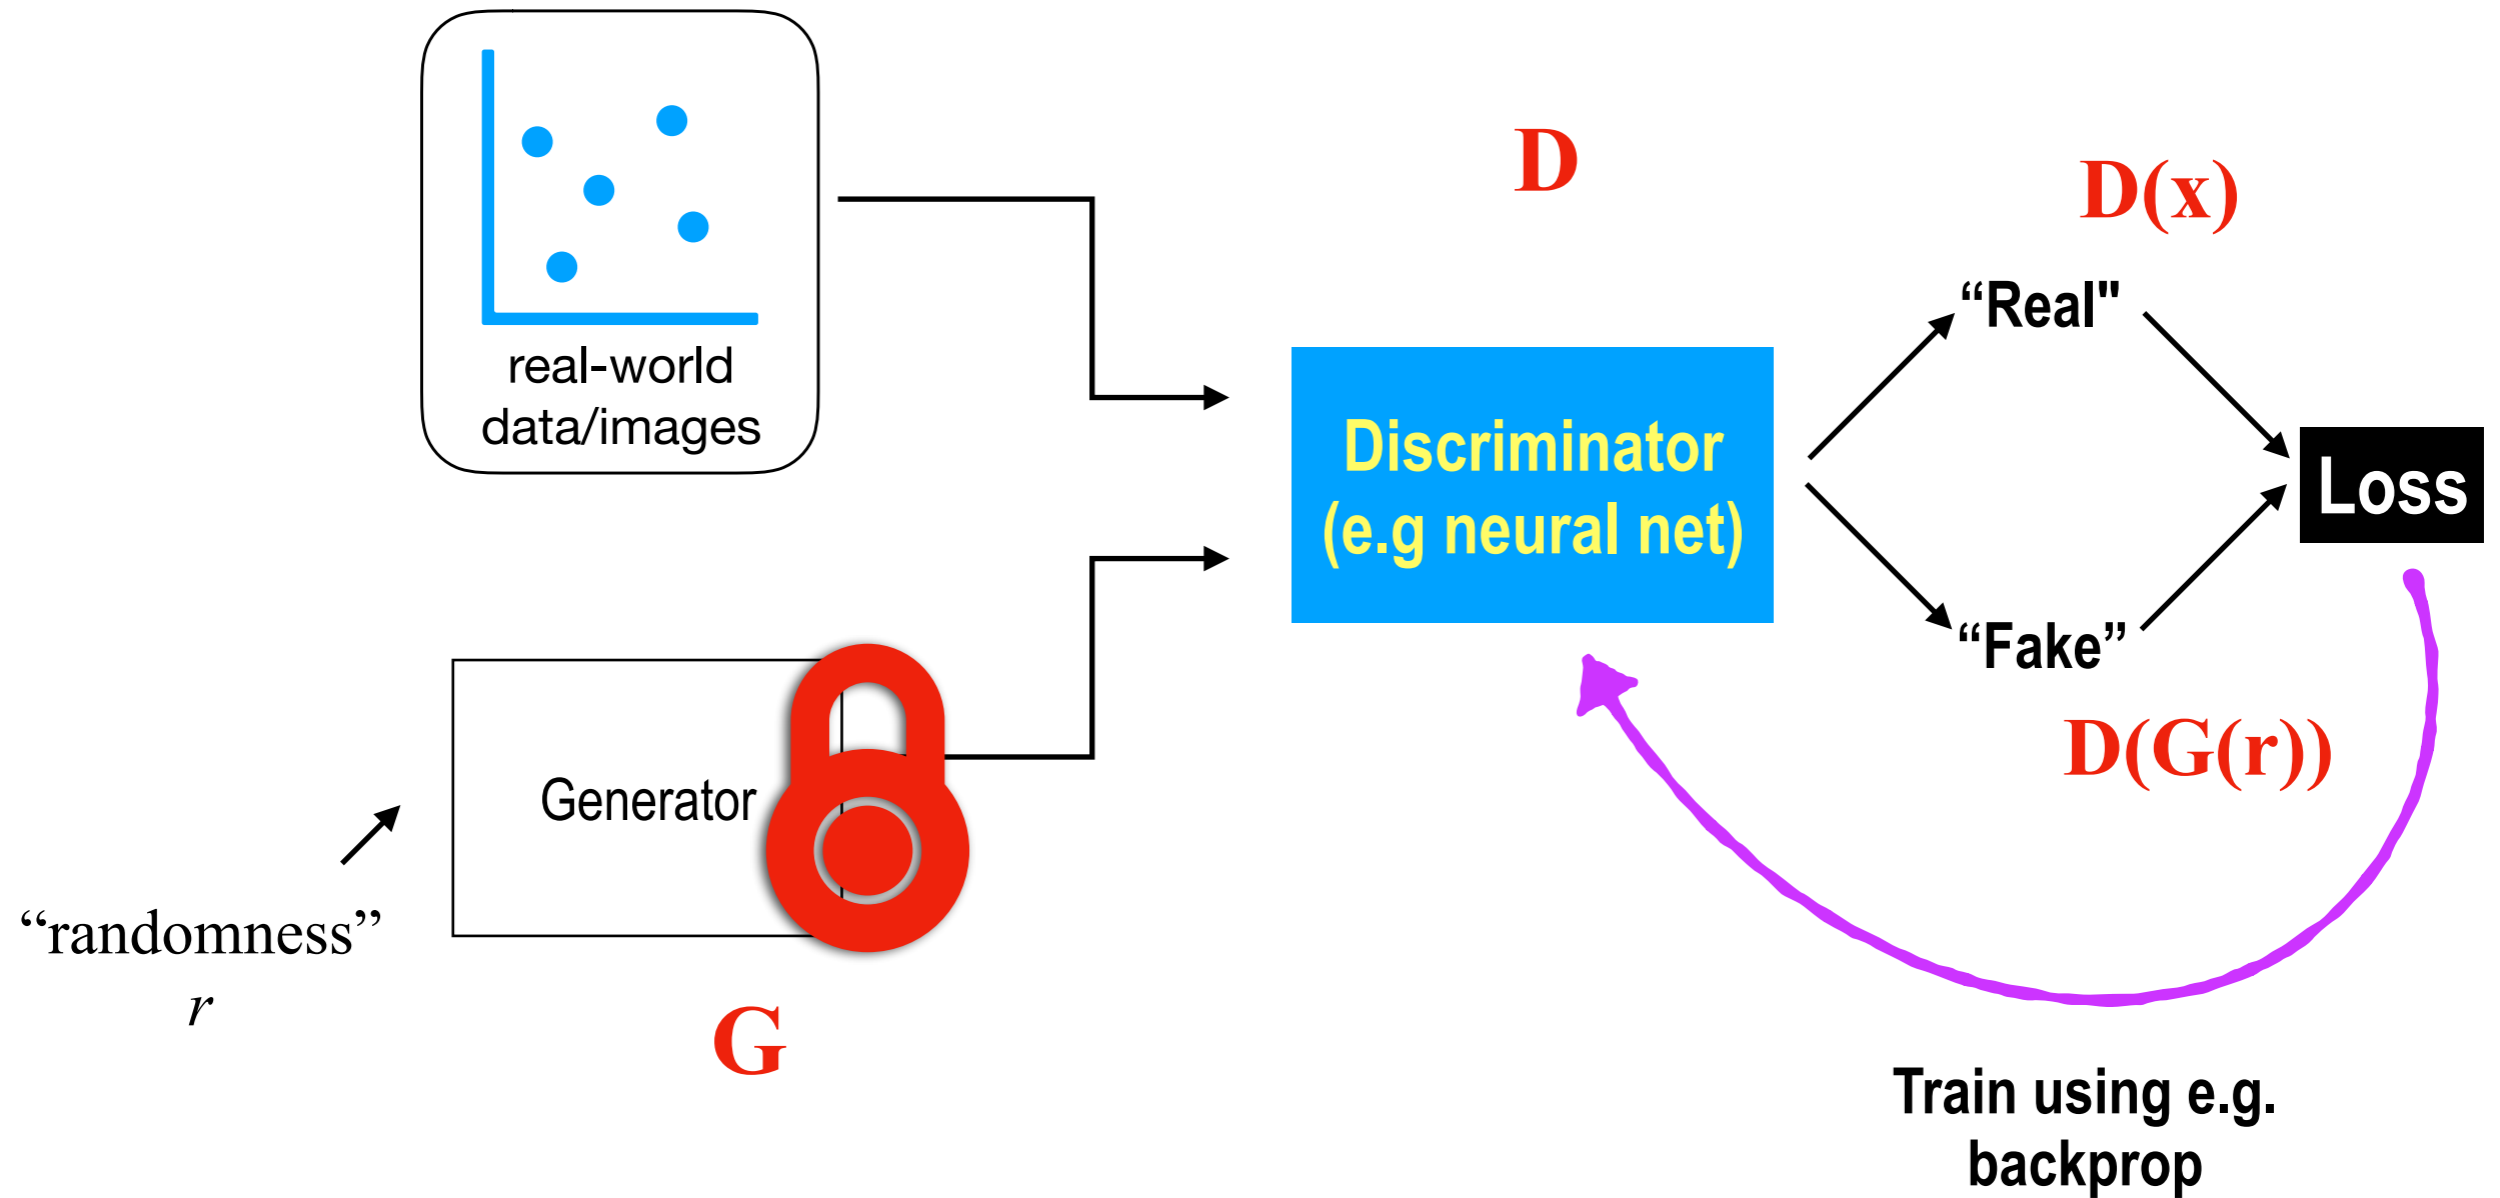 real-world
data/images
D
D(x)
“Real"
Discriminator
(e.g neural net)
Loss
“Fake”
D(G(r))
Generator
“randomness”
r
G
Train using e.g.
backprop